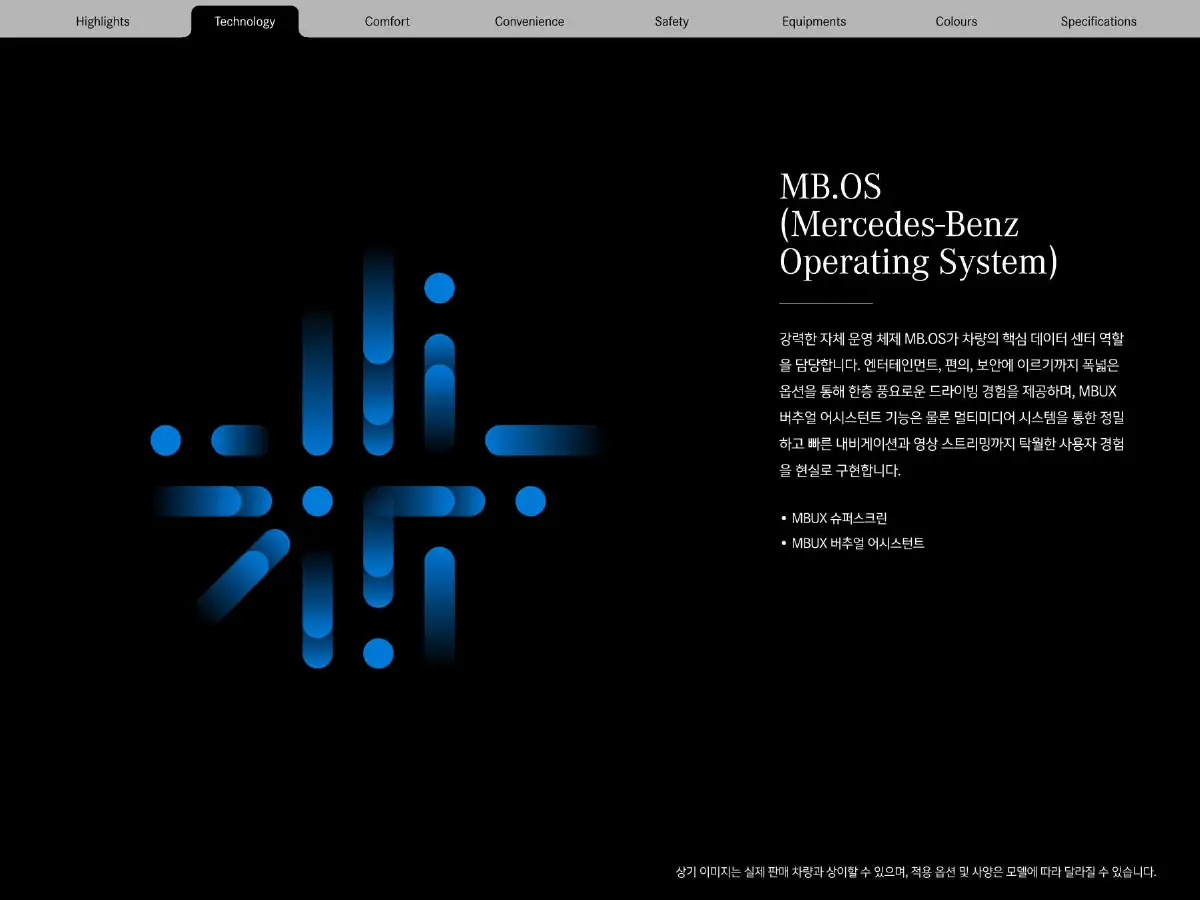 Highlights
Technology
Comfort
Convenience
Safety
Equipments
Colours
Specifications
MB.OS
(Mercedes-Benz
Operating System)
강력한 자체 운영 체제 MB.OS가 차량의 핵심 데이터 센터 역할
을 담당합니다. 엔터테인먼트, 편의, 보안에 이르기까지 폭넓은
옵션을 통해 한층 풍요로운 드라이빙 경험을 제공하며, MBUX
버추얼 어시스턴트 기능은 물론 멀티미디어 시스템을 통한 정밀
하고 빠른 내비게이션과 영상 스트리밍까지 탁월한 사용자 경험
을 현실로 구현합니다.
• MBUX 슈퍼스크린
• MBUX 버추얼 어시스턴트
상기 이미지는 실제 판매 차량과 상이할 수 있으며, 적용 옵션 및 사양은 모델에 따라 달라질 수 있습니다.